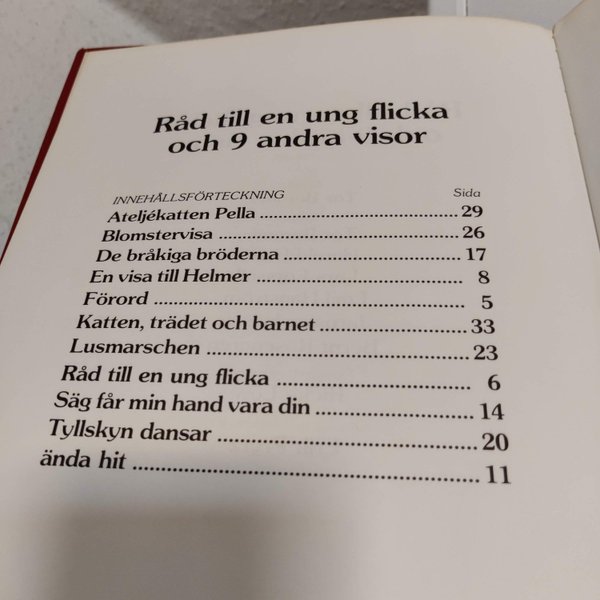 Råd till en ung flicka
och 9 andra visor
INNEHÅLLSFÖRTECKNING Sida
Ateljékatten Pella 29
Blomstervisa 26
De bråkiga bröderna 17
En visa till Helmer 8
Förord 5
Katten, trädet och barnet 33
Lusmarschen 23
Råd till en ung flicka 6
Säg får min hand vara din 14
Tyllskyn dansar 20
ända hit 11